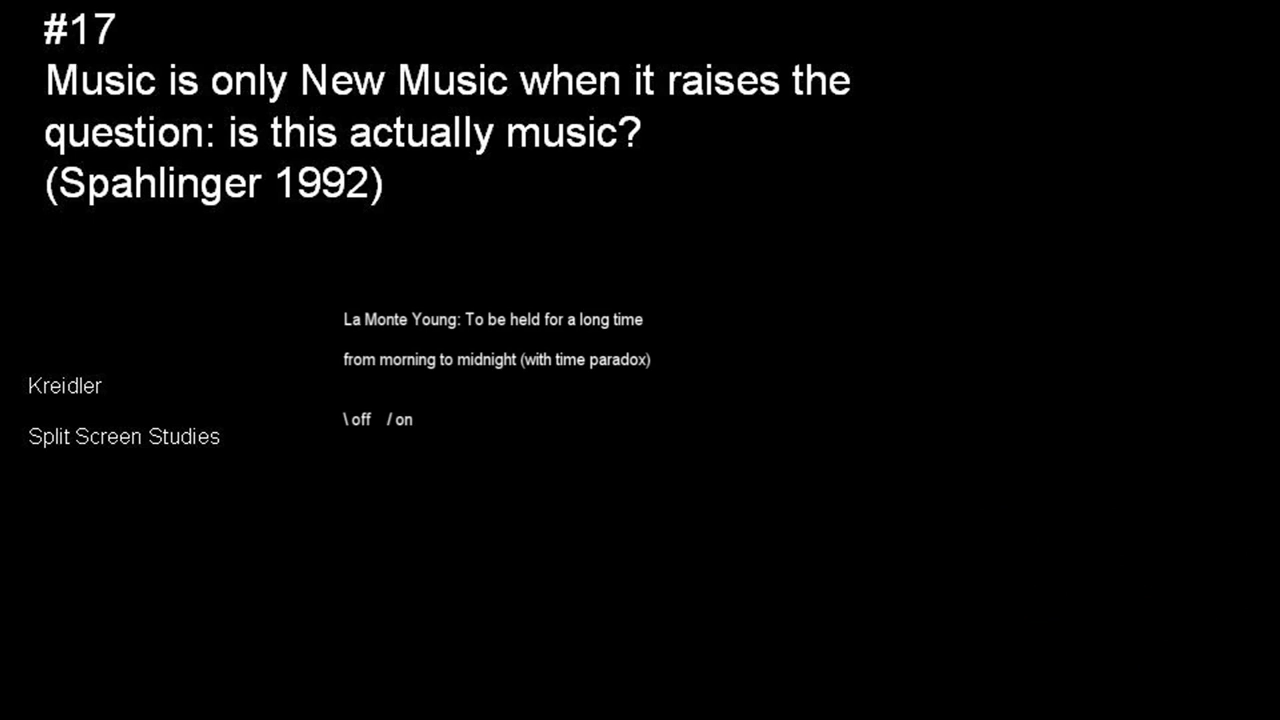 #17
Music is only New Music when it raises the
question: is this actually music?
(Spahlinger 1992)
La Monte Young: To be held for a long time
from morning to midnight (with time paradox)
Kreidler
\ off / on
Split Screen Studies